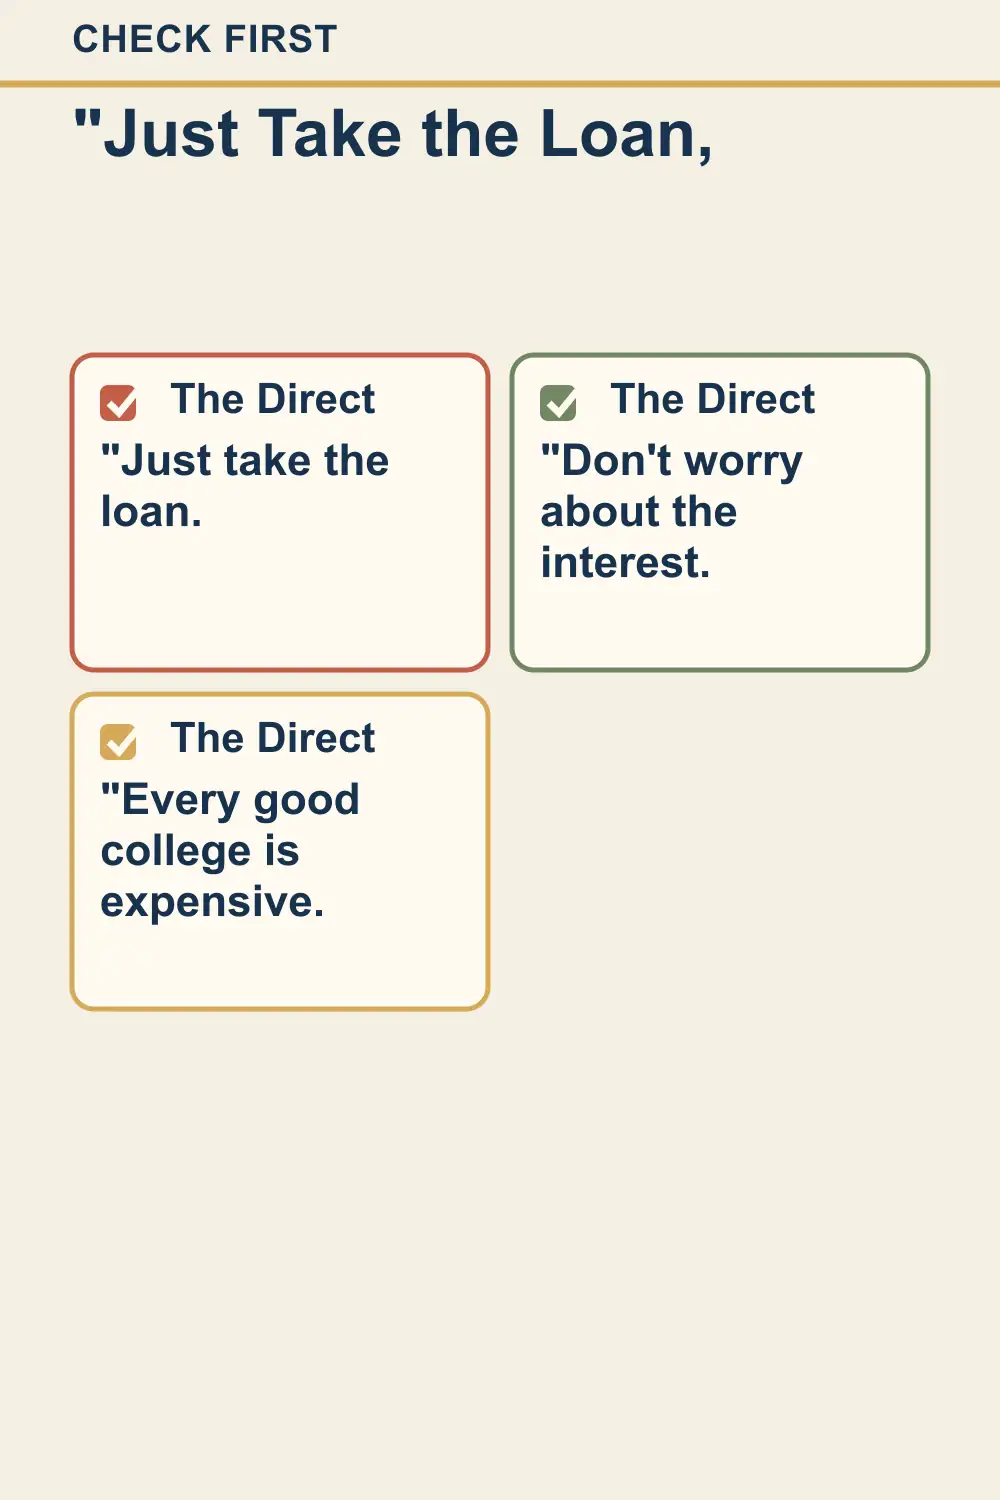 CHECK FIRST
"Just Take the Loan,
The Direct
"Just take the
loan.
The Direct
"Don't worry
about the
interest.
The Direct
"Every good
college is
expensive.